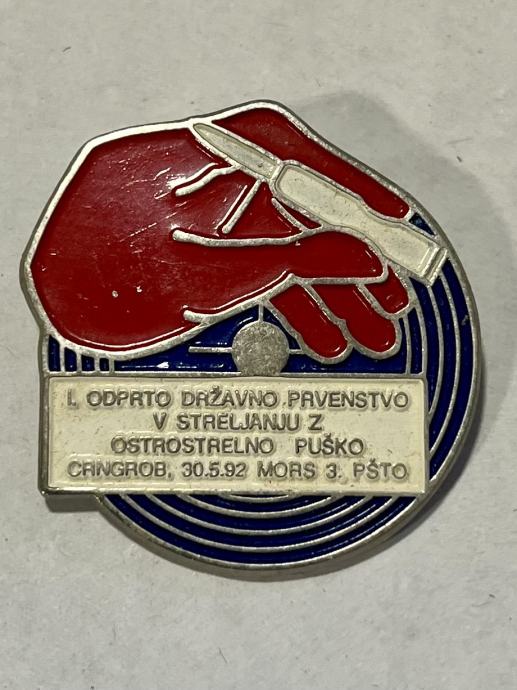 I. ODPRTO DRŽAVNO PRVENSTVO
V STRELJANJU Z
OSTROSTRELNO PUŠKO
CRNGROB, 30.5.92 MORS 3. PŠTO